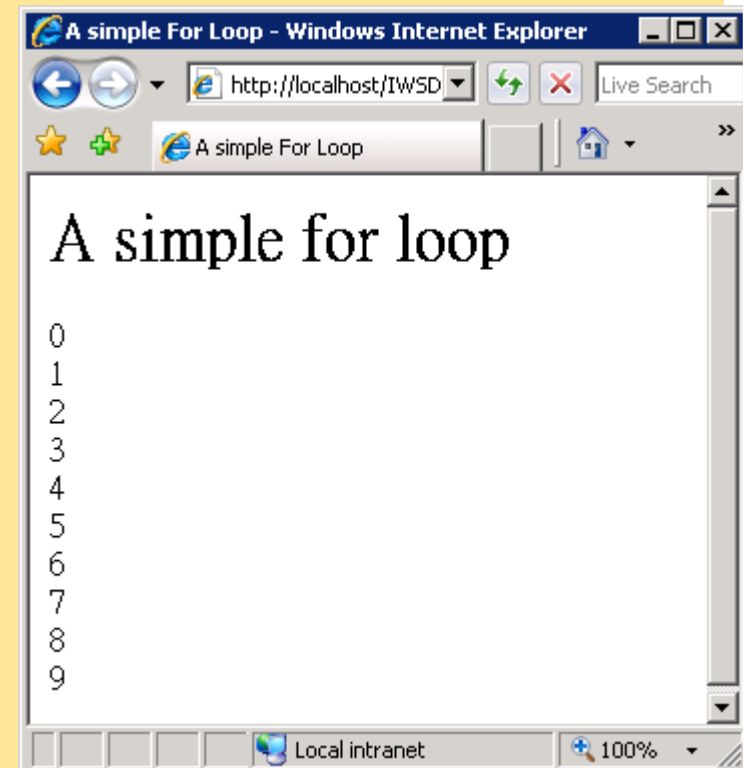 A simple For Loop - Windows Internet Explorer
http://localhost/IWSD
Live Search
A simple For Loop
»
A simple for loop
0
1
2
3
4
5
6
7
8
9
Local intranet
100%